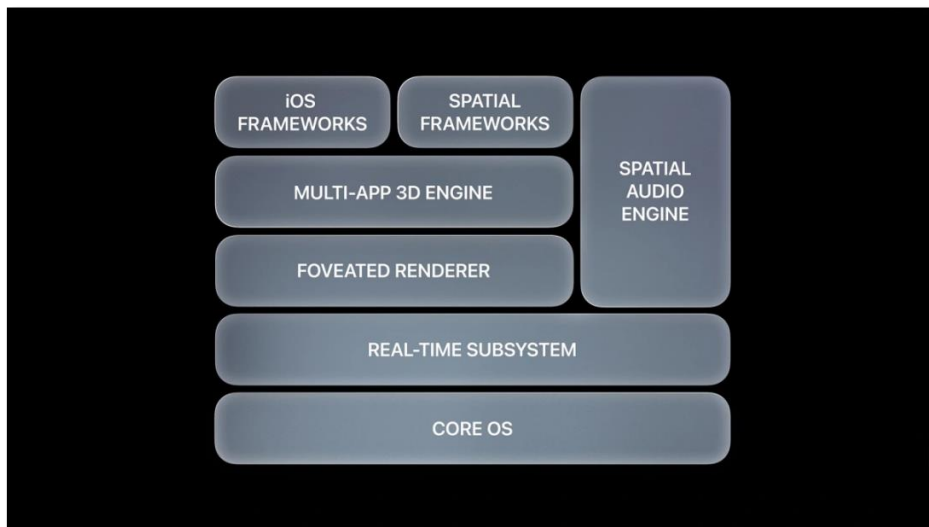 iOS
FRAMEWORKS
SPATIAL
FRAMEWORKS
SPATIAL
AUDIO
ENGINE
MULTI-APP 3D ENGINE
FOVEATED RENDERER
REAL-TIME SUBSYSTEM
CORE OS